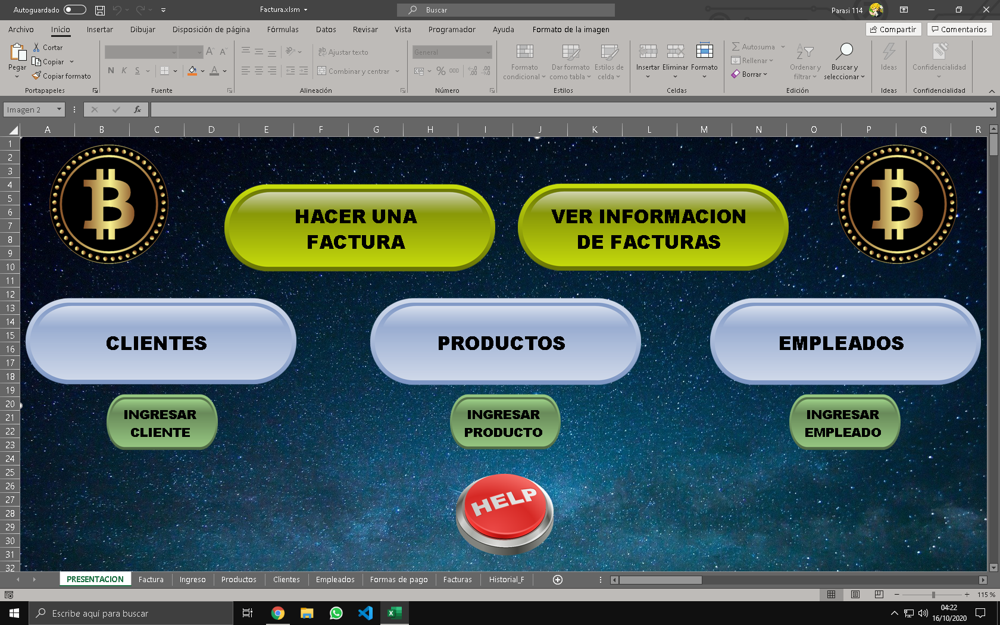 Autoguardado
Factura.xlsm
Buscar
Parasi 114
Archivo Inicio Insertar Dibujar Disposición de página Fórmulas Datos Revisar Vista Programador Ayuda Formato de la imagen
Compartir Comentarios
Pegar
Cortar
Copiar
Copiar formato
Portapapeles
N K S
A A
A
Fuente
Ajustar texto
Combinar y centrar
Alineación
General
% 000
Número
Formato condicional
Dar formato como tabla
Estilos de celda
Estilos
Insertar Eliminar Formato
Celdas
Autosuma
Rellenar
Borrar
Ordenar y filtrar
Buscar y seleccionar
Edición
Ideas
Ideas
Confidencialidad
Confidencialidad
Imagen 2
fx
A B C D E F G H I J K L M N O P Q R
1
2
3
4
5
6
7
8
9
10
11
12
13
14
15
16
17
18
19
20
21
22
23
24
25
26
27
28
29
30
31
32
HACER UNA
FACTURA
VER INFORMACION
DE FACTURAS
CLIENTES
PRODUCTOS
EMPLEADOS
INGRESAR
CLIENTE
INGRESAR
PRODUCTO
INGRESAR
EMPLEADO
HELP
PRESENTACION Factura Ingreso Productos Clientes Empleados Formas de pago Facturas Historial_F
115 %
Escribe aquí para buscar
04:22
16/10/2020